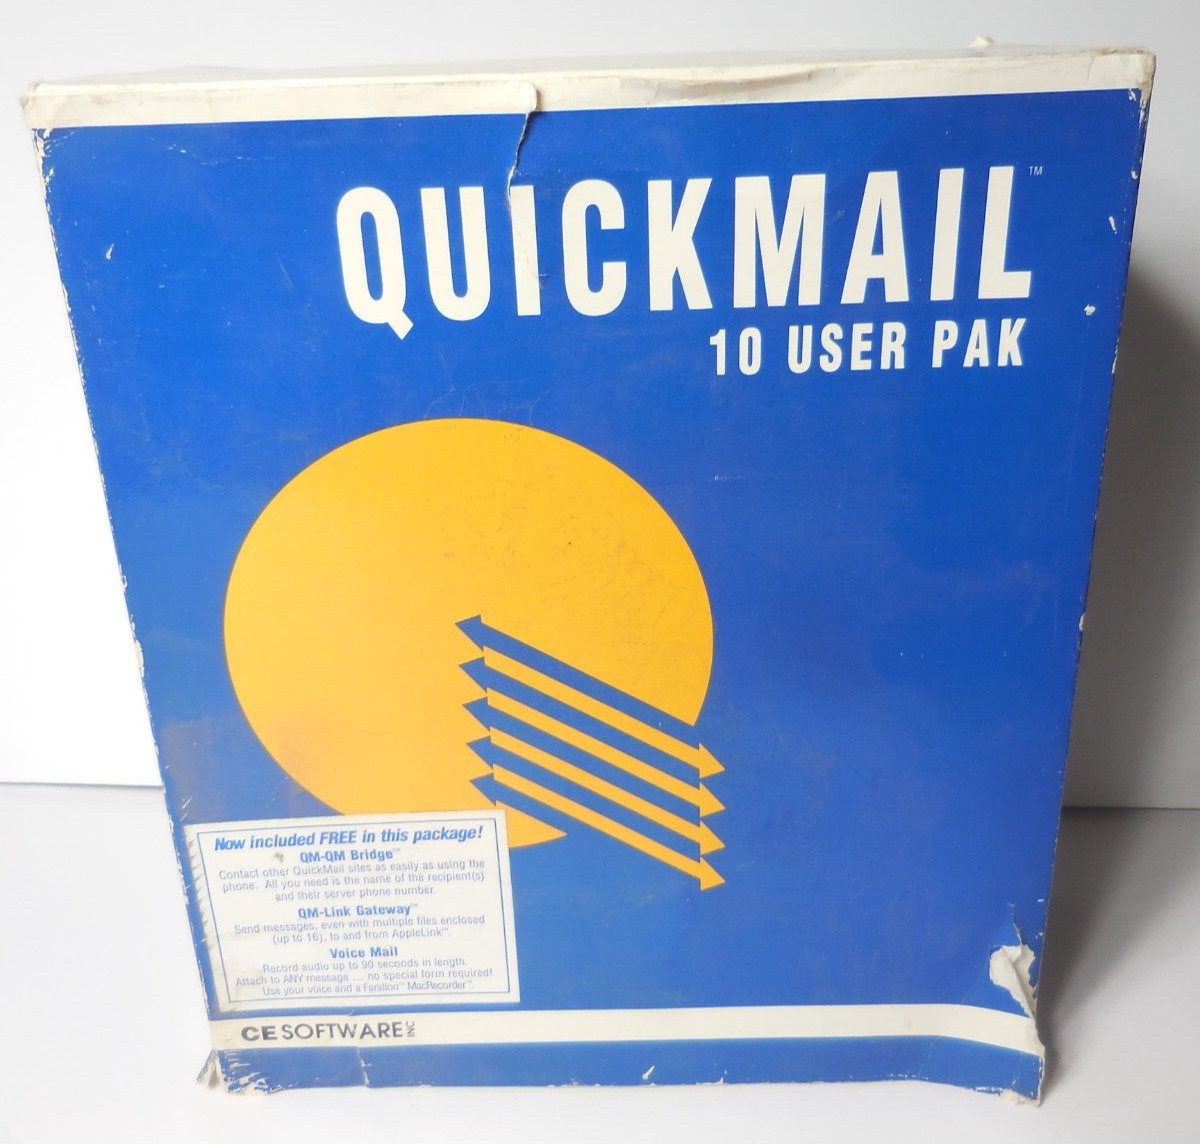 QUICKMAIL™
10 USER PAK
Now included FREE in this package!
QM-QM Bridge™
Contact other QuickMail sites as easily as using the
phone. All you need is the name of the recipient(s)
and their server phone number.
QM-Link Gateway™
Send messages, even with multiple files enclosed
(up to 16), to and from AppleLink™.
Voice Mail
Record audio up to 90 seconds in length.
Attach to ANY message ... no special form required!
Use your voice and a Farallon™ MacRecorder™.
CE SOFTWARE INC